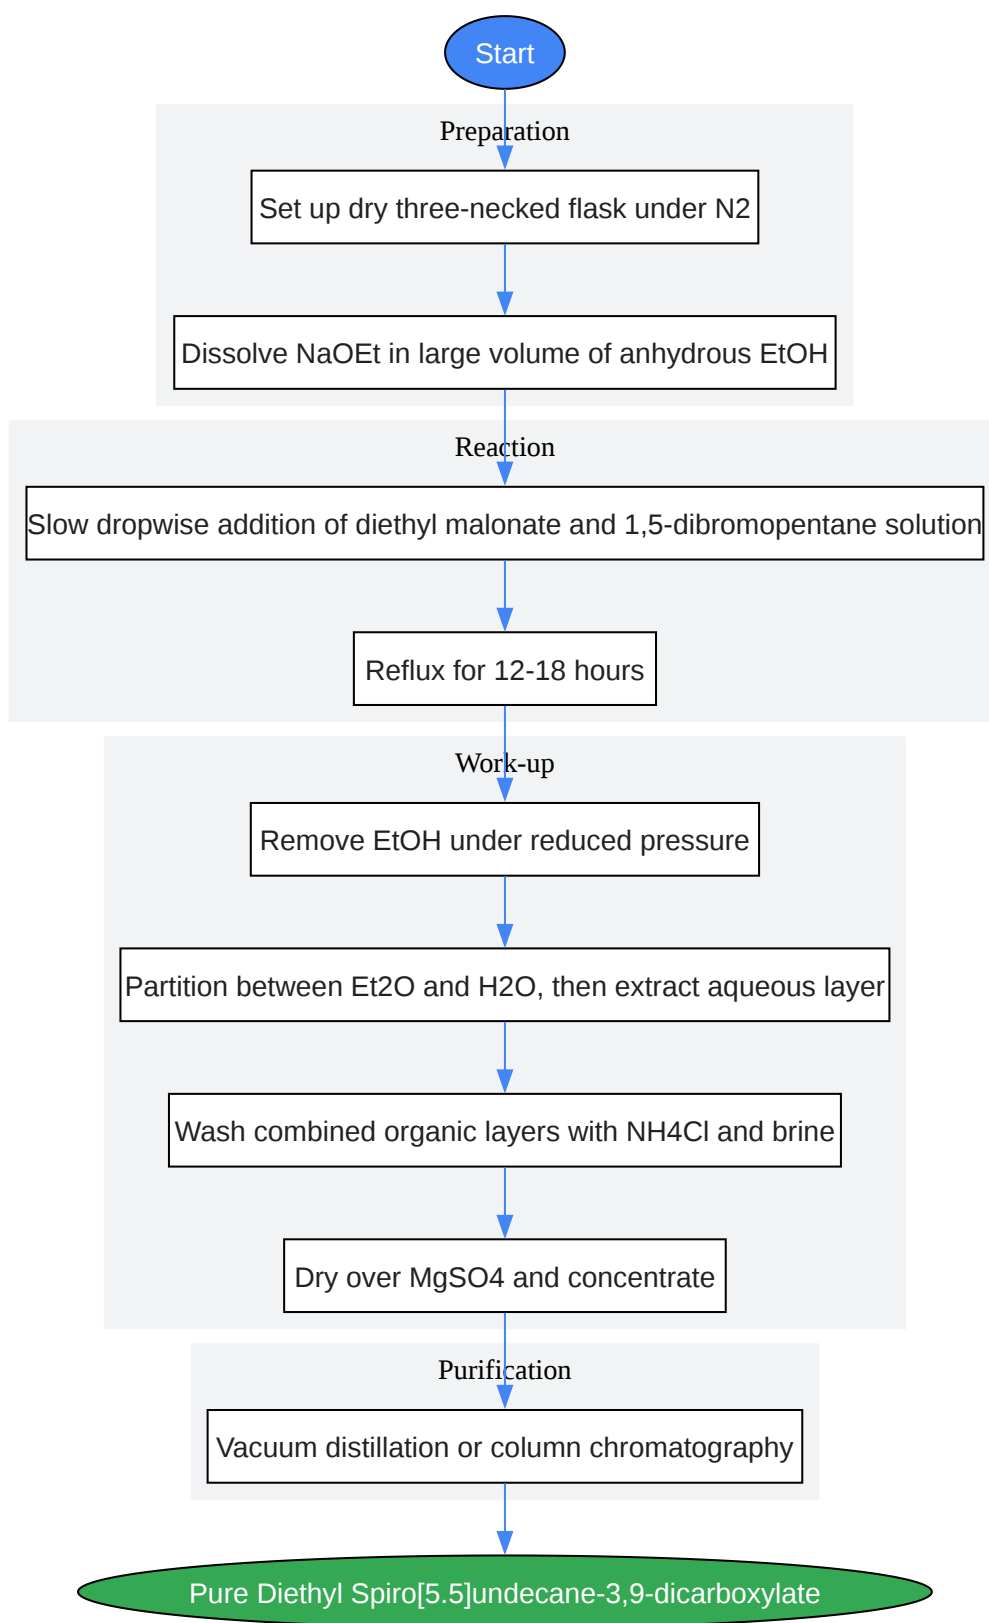 Start
Preparation
Set up dry three-necked flask under N2
Dissolve NaOEt in large volume of anhydrous EtOH
Reaction
Slow dropwise addition of diethyl malonate and 1,5-dibromopentane solution
Reflux for 12-18 hours
Work-up
Remove EtOH under reduced pressure
Partition between Et2O and H2O, then extract aqueous layer
Wash combined organic layers with NH4Cl and brine
Dry over MgSO4 and concentrate
Purification
Vacuum distillation or column chromatography
Pure Diethyl Spiro[5.5]undecane-3,9-dicarboxylate